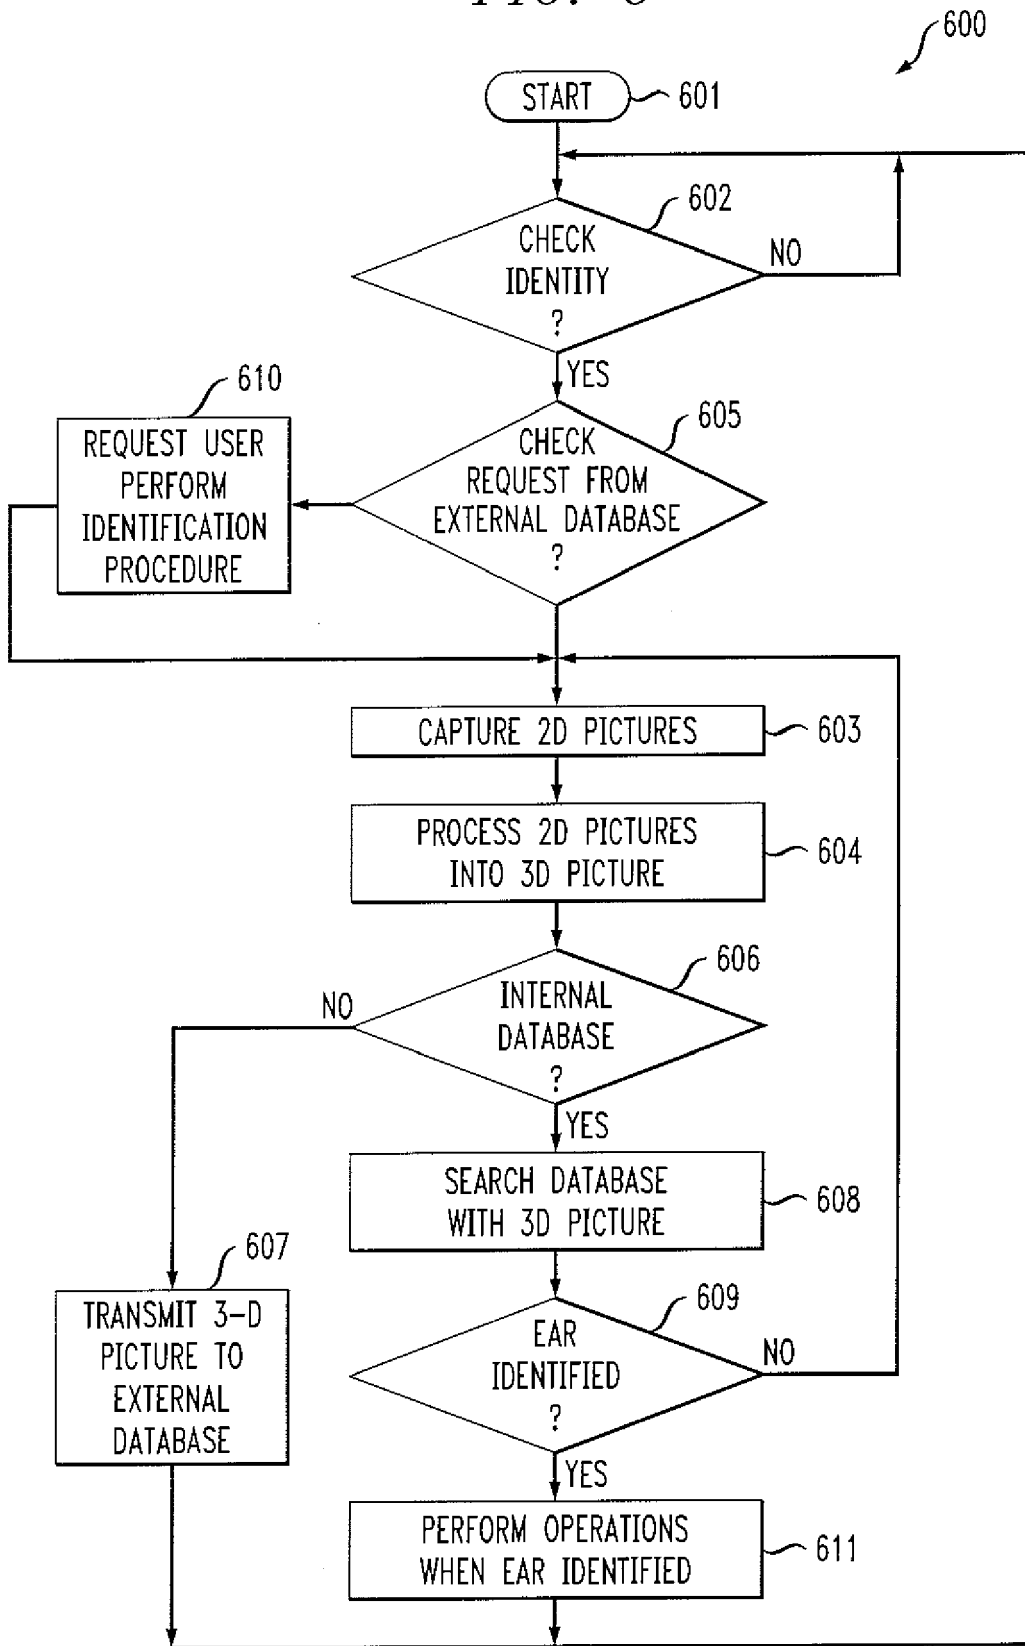 600
START
601
602
CHECK
IDENTITY
?
NO
YES
610
REQUEST USER
PERFORM
IDENTIFICATION
PROCEDURE
605
CHECK
REQUEST FROM
EXTERNAL DATABASE
?
CAPTURE 2D PICTURES
603
PROCESS 2D PICTURES
INTO 3D PICTURE
604
606
NO
INTERNAL
DATABASE
?
YES
SEARCH DATABASE
WITH 3D PICTURE
608
607
TRANSMIT 3-D
PICTURE TO
EXTERNAL
DATABASE
609
EAR
IDENTIFIED
?
NO
YES
PERFORM OPERATIONS
WHEN EAR IDENTIFIED
611